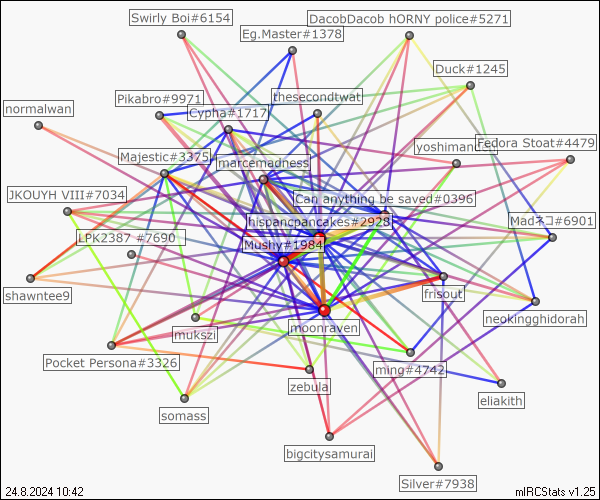 Swirly Boi#6154
DacobDacob hORNY police#5271
Eg.Master#1378
Duck#1245
Pikabro#9971
thesecondtwat
normalwan
Cypha#1717
yoshiman
Fedora Stoat#4479
Majestic#3375
marcemadness
JKOUYH VIII#7034
Can anything be saved#0396
hispancpancakes#2928
Madネコ#6901
LPK2387 #7690
Mushy#1984
shawntee9
frisout
neokingghidorah
mukszi
moonraven
Pocket Persona#3326
ming#4742
zebula
eliakith
somass
bigcitysamurai
Silver#7938
24.8.2024 10:42
mIRCStats v1.25